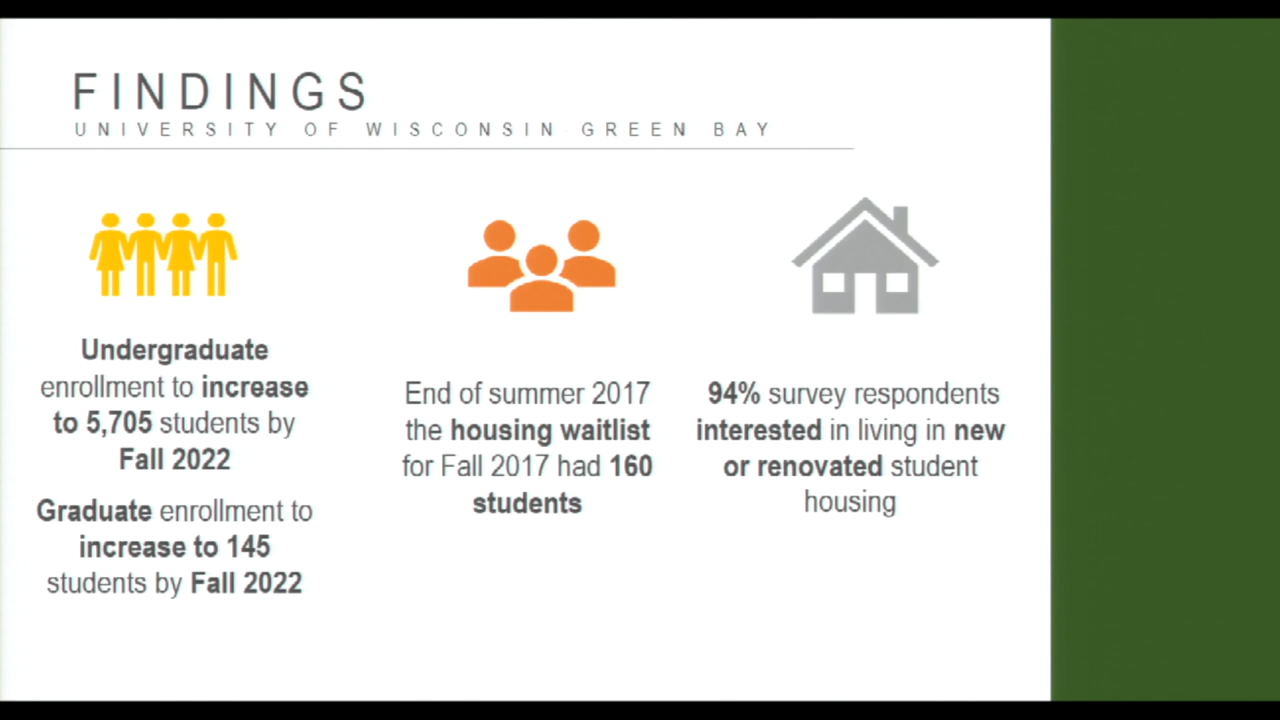 FINDINGS
UNIVERSITY OF WISCONSIN GREEN BAY
Undergraduate
enrollment to increase
to 5,705 students by
Fall 2022
Graduate enrollment to
increase to 145
students by Fall 2022
End of summer 2017
the housing waitlist
for Fall 2017 had 160
students
94% survey respondents
interested in living in new
or renovated student
housing